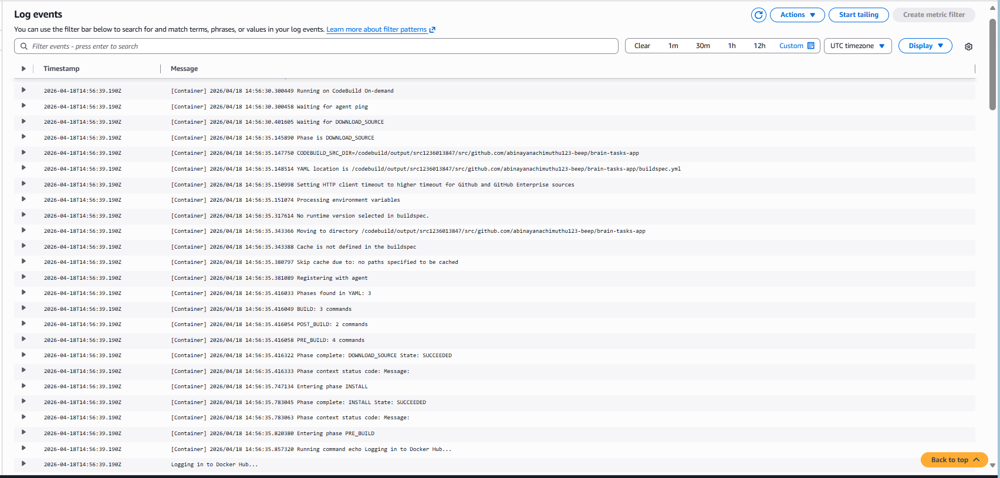 Log events
Actions
Start tailing
Create metric filter
You can use the filter bar below to search for and match terms, phrases, or values in your log events. Learn more about filter patterns
Filter events - press enter to search
Clear 1m 30m 1h 12h Custom
UTC timezone
Display
Timestamp Message
2026-04-18T14:56:39.190Z [Container] 2026/04/18 14:56:30.300449 Running on CodeBuild On-demand
2026-04-18T14:56:39.190Z [Container] 2026/04/18 14:56:30.300458 Waiting for agent ping
2026-04-18T14:56:39.190Z [Container] 2026/04/18 14:56:30.401605 Waiting for DOWNLOAD_SOURCE
2026-04-18T14:56:39.190Z [Container] 2026/04/18 14:56:35.145890 Phase is DOWNLOAD_SOURCE
2026-04-18T14:56:39.190Z [Container] 2026/04/18 14:56:35.147750 CODEBUILD_SRC_DIR=/codebuild/output/src1236013847/src/github.com/abinayanachimuthu123-beep/brain-tasks-app
2026-04-18T14:56:39.190Z [Container] 2026/04/18 14:56:35.148514 YAML location is /codebuild/output/src1236013847/src/github.com/abinayanachimuthu123-beep/brain-tasks-app/buildspec.yml
2026-04-18T14:56:39.190Z [Container] 2026/04/18 14:56:35.150998 Setting HTTP client timeout to higher timeout for Github and GitHub Enterprise sources
2026-04-18T14:56:39.190Z [Container] 2026/04/18 14:56:35.151074 Processing environment variables
2026-04-18T14:56:39.190Z [Container] 2026/04/18 14:56:35.317614 No runtime version selected in buildspec.
2026-04-18T14:56:39.190Z [Container] 2026/04/18 14:56:35.343366 Moving to directory /codebuild/output/src1236013847/src/github.com/abinayanachimuthu123-beep/brain-tasks-app
2026-04-18T14:56:39.190Z [Container] 2026/04/18 14:56:35.343388 Cache is not defined in the buildspec
2026-04-18T14:56:39.190Z [Container] 2026/04/18 14:56:35.380797 Skip cache due to: no paths specified to be cached
2026-04-18T14:56:39.190Z [Container] 2026/04/18 14:56:35.381089 Registering with agent
2026-04-18T14:56:39.190Z [Container] 2026/04/18 14:56:35.416033 Phases found in YAML: 3
2026-04-18T14:56:39.190Z [Container] 2026/04/18 14:56:35.416049 BUILD: 3 commands
2026-04-18T14:56:39.190Z [Container] 2026/04/18 14:56:35.416054 POST_BUILD: 2 commands
2026-04-18T14:56:39.190Z [Container] 2026/04/18 14:56:35.416058 PRE_BUILD: 4 commands
2026-04-18T14:56:39.190Z [Container] 2026/04/18 14:56:35.416322 Phase complete: DOWNLOAD_SOURCE State: SUCCEEDED
2026-04-18T14:56:39.190Z [Container] 2026/04/18 14:56:35.416333 Phase context status code: Message:
2026-04-18T14:56:39.190Z [Container] 2026/04/18 14:56:35.747134 Entering phase INSTALL
2026-04-18T14:56:39.190Z [Container] 2026/04/18 14:56:35.783045 Phase complete: INSTALL State: SUCCEEDED
2026-04-18T14:56:39.190Z [Container] 2026/04/18 14:56:35.783063 Phase context status code: Message:
2026-04-18T14:56:39.190Z [Container] 2026/04/18 14:56:35.820380 Entering phase PRE_BUILD
2026-04-18T14:56:39.190Z [Container] 2026/04/18 14:56:35.857320 Running command echo Logging in to Docker Hub...
2026-04-18T14:56:39.190Z Logging in to Docker Hub...
Back to top